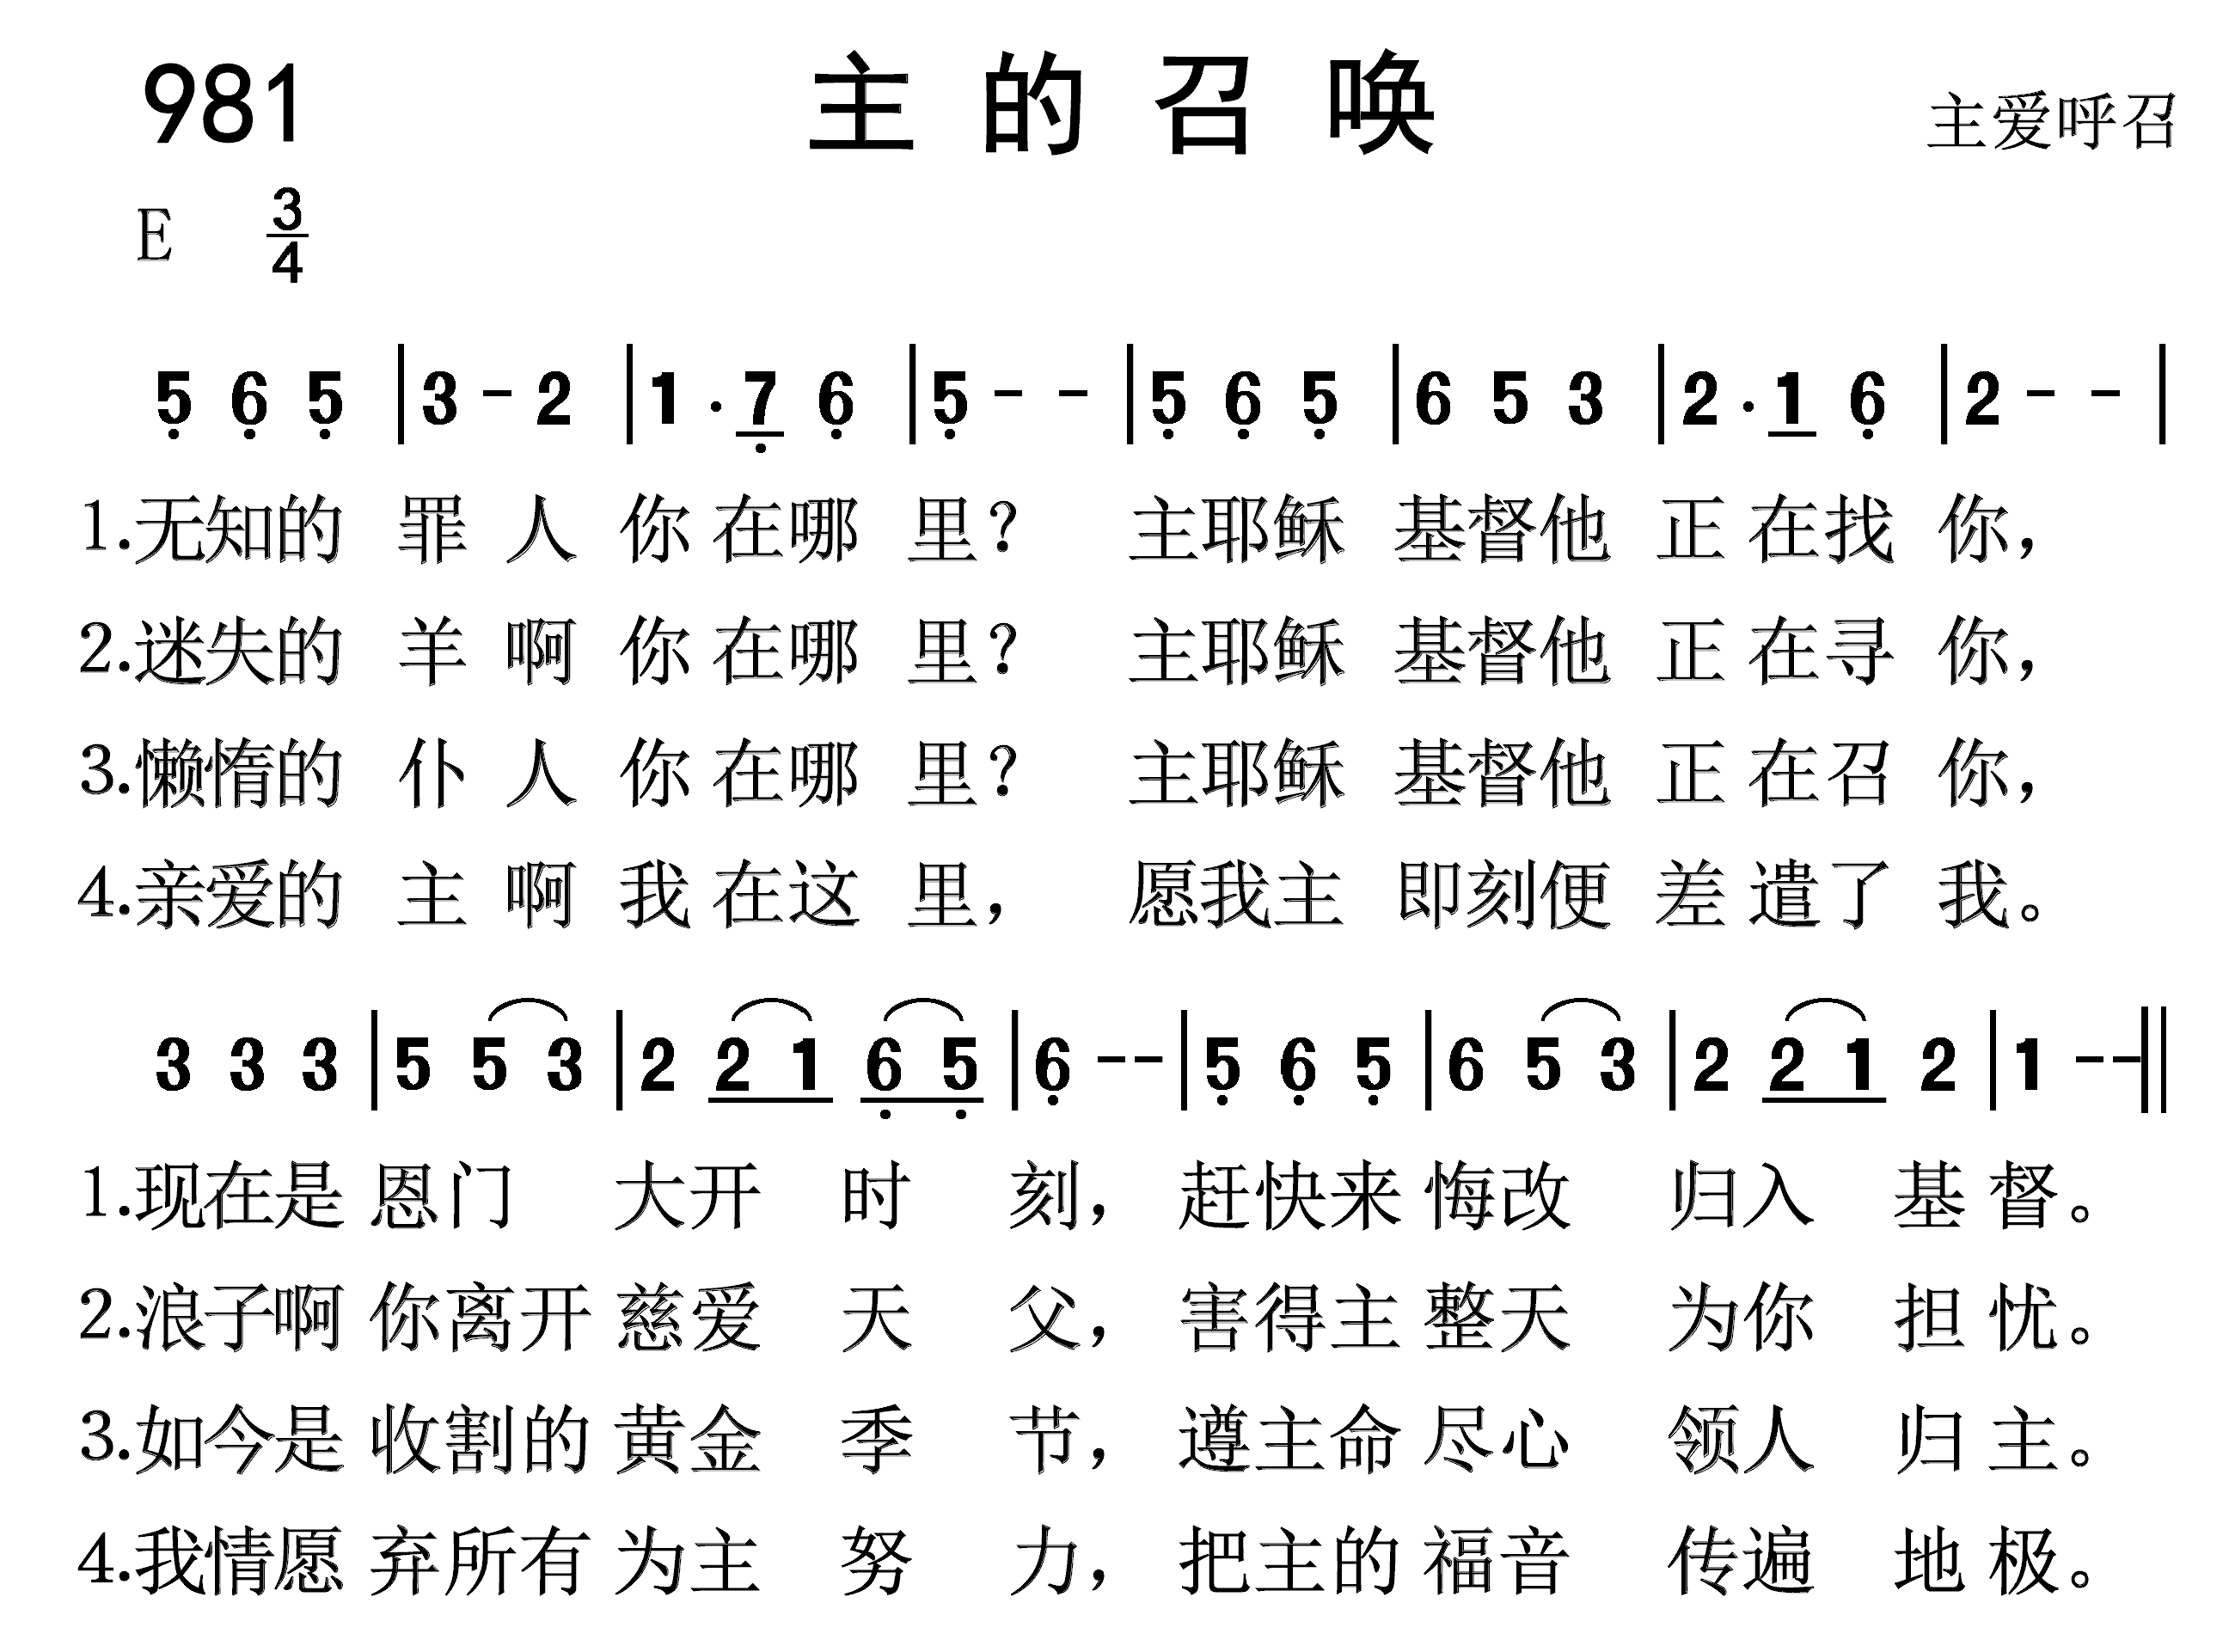 981 主的召唤 主爱呼召
E 3/4
5̣ 6̣ 5̣ | 3 - 2 | 1 · 7̣ 6̣ | 5̣ - - | 5̣ 6̣ 5̣ | 6 5 3 | 2 · 1 6̣ | 2 - - |
1.无知的 罪 人 你 在哪 里？ 主耶稣 基督他 正 在找 你，
2.迷失的 羊 啊 你 在哪 里？ 主耶稣 基督他 正 在寻 你，
3.懒惰的 仆 人 你 在哪 里？ 主耶稣 基督他 正 在召 你，
4.亲爱的 主 啊 我 在这 里， 愿我主 即刻便 差 遣了 我。
3 3 3 | 5 5 3 | 2 2 1 6̣ 5̣ | 6̣ - - | 5̣ 6̣ 5̣ | 6 5 3 | 2 2 1 2 | 1 - - ‖
1.现在是 恩门 大开 时 刻， 赶快来 悔改 归入 基 督。
2.浪子啊 你离开 慈爱 天 父， 害得主 整天 为你 担 忧。
3.如今是 收割的 黄金 季 节， 遵主命 尽心 领人 归 主。
4.我情愿 弃所有 为主 努 力， 把主的 福音 传遍 地 极。